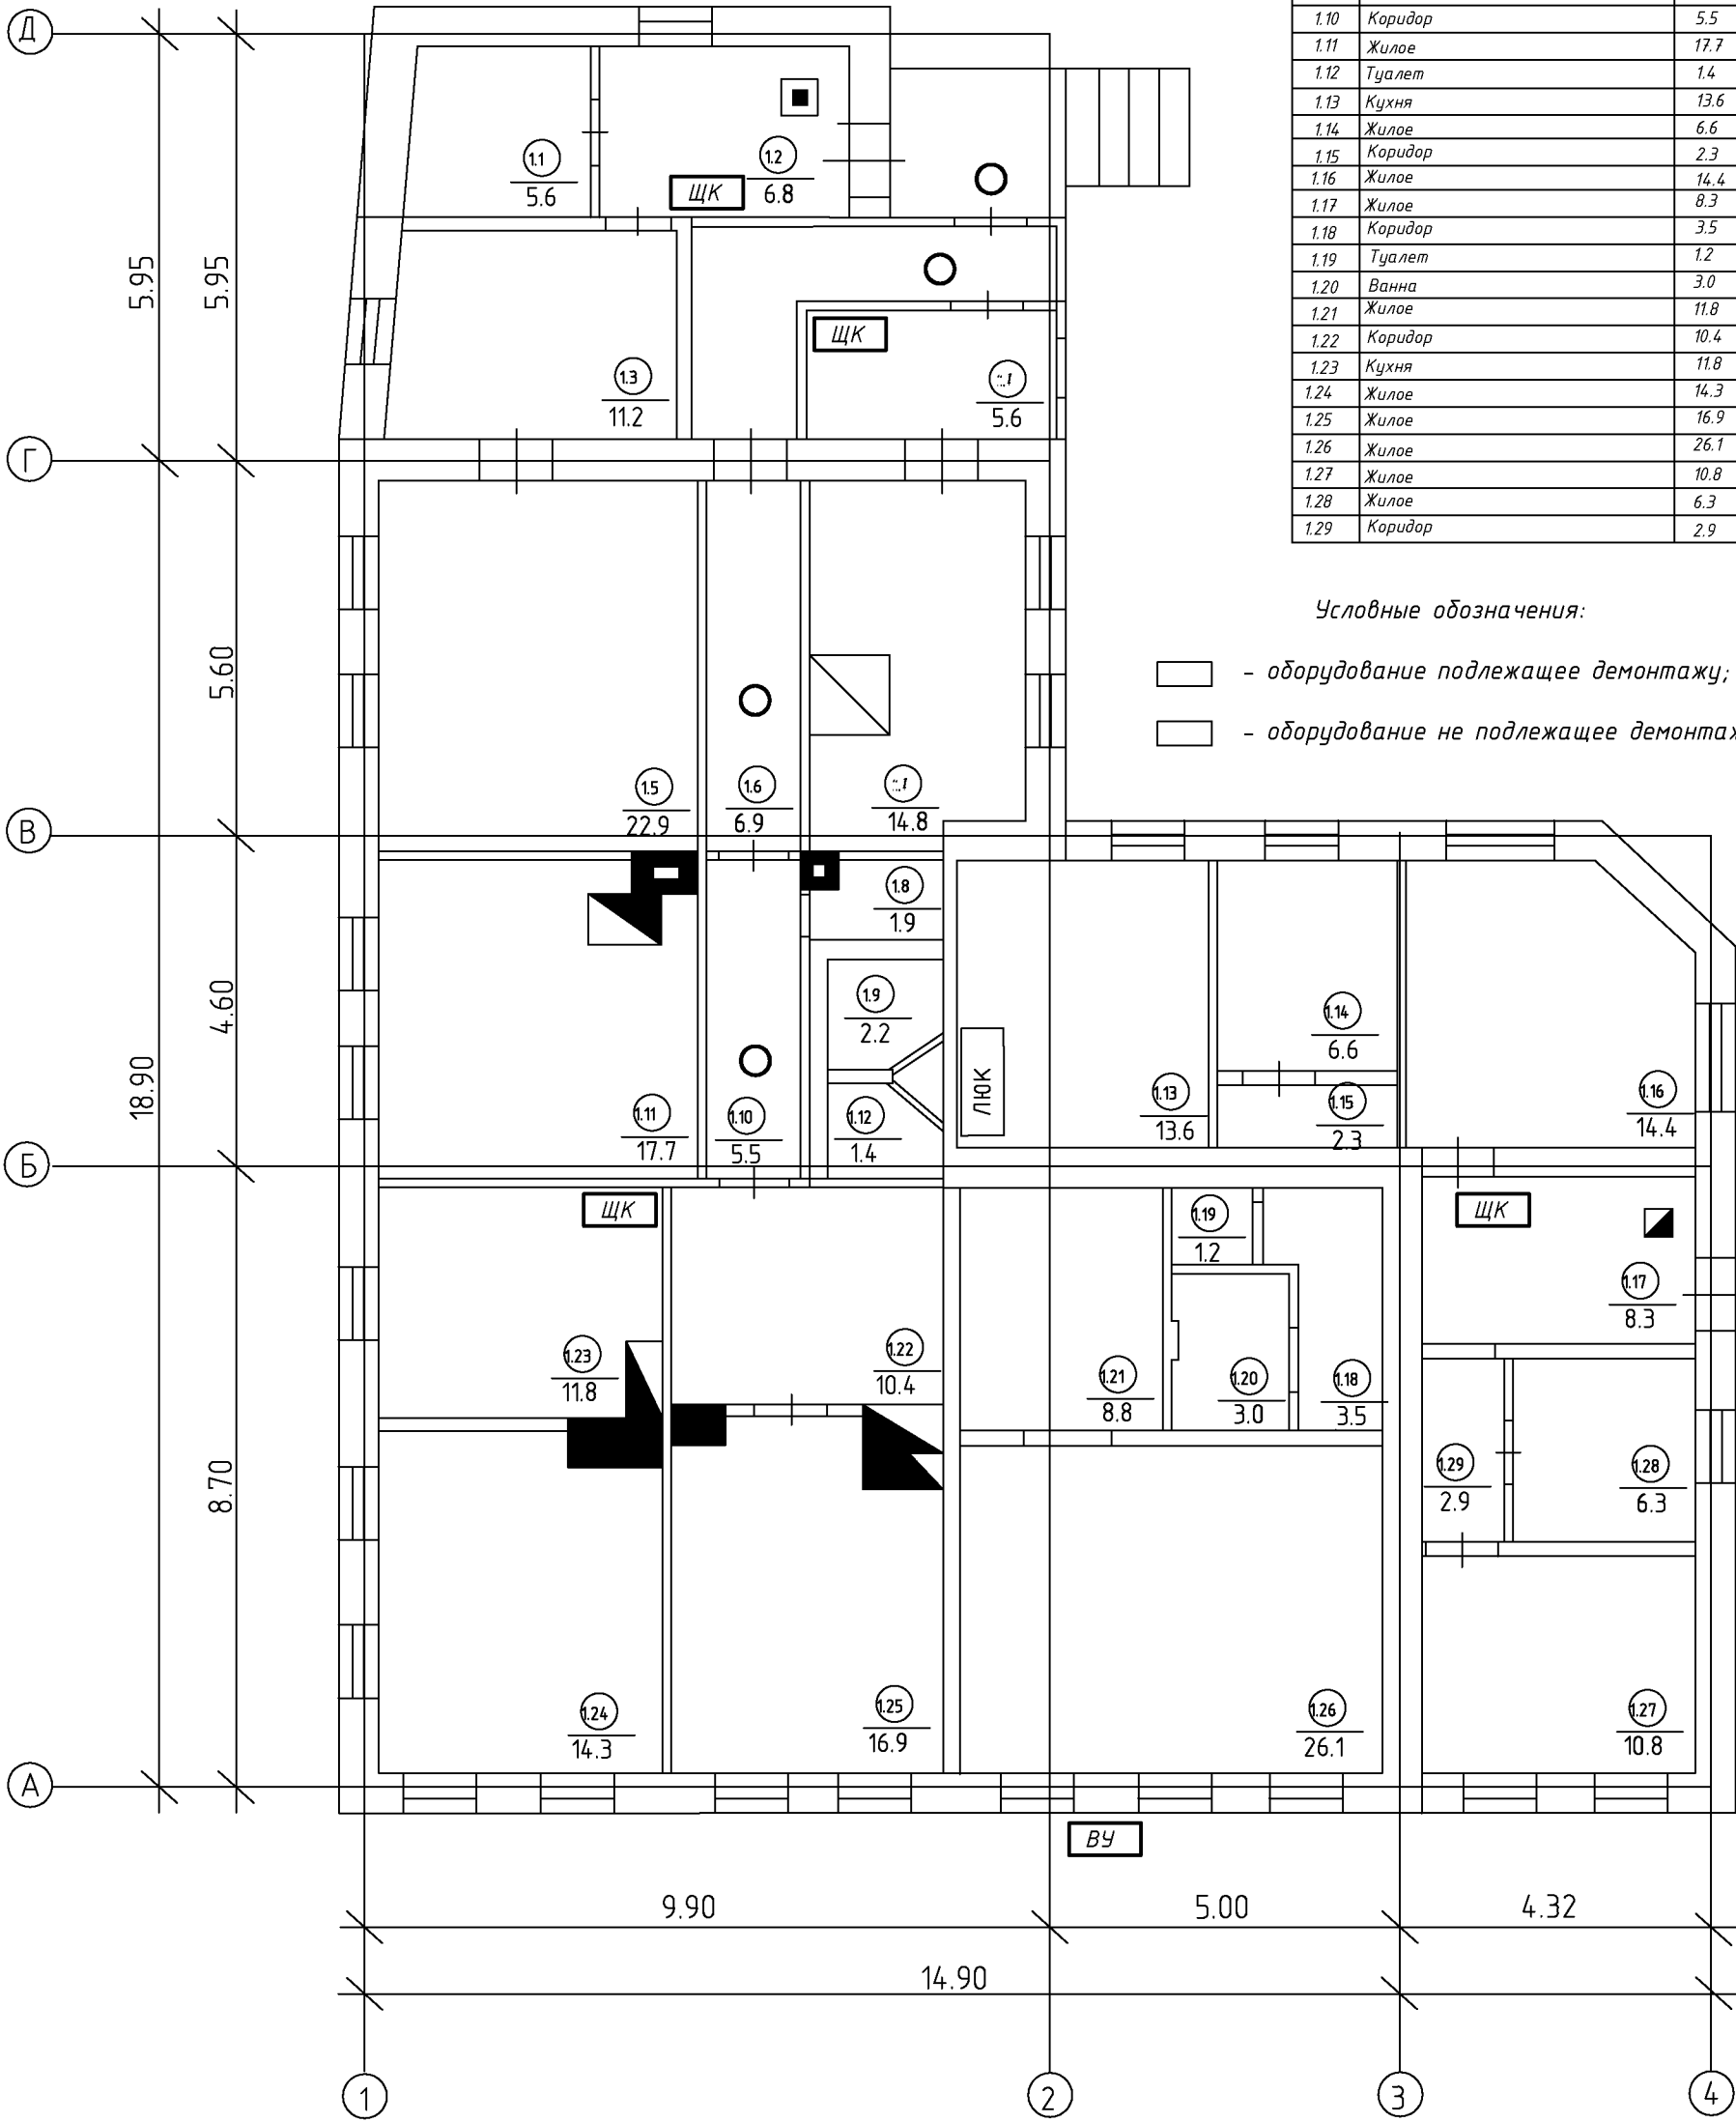 Д
1.10 Коридор 5.5
1.11 Жилое 17.7
1.12 Туалет 1.4
1.13 Кухня 13.6
1.14 Жилое 6.6
1.15 Коридор 2.3
1.16 Жилое 14.4
1.17 Жилое 8.3
1.18 Коридор 3.5
1.19 Туалет 1.2
1.20 Ванна 3.0
1.21 Жилое 11.8
1.22 Коридор 10.4
1.23 Кухня 11.8
1.24 Жилое 14.3
1.25 Жилое 16.9
1.26 Жилое 26.1
1.27 Жилое 10.8
1.28 Жилое 6.3
1.29 Коридор 2.9
Условные обозначения:
- оборудование подлежащее демонтажу;
- оборудование не подлежащее
1.1
5.6
ЩК
1.2
6.8
5.95
5.95
ЩК
1.3
11.2
5.6
Г
5.60
1.5
22.9
1.6
6.9
14.8
В
1.8
1.9
4.60
1.9
2.2
ЛЮК
1.14
6.6
18.90
1.11
17.7
1.10
5.5
1.12
1.4
1.13
13.6
1.15
2.3
1.16
14.4
Б
ЩК
1.19
1.2
ЩК
1.17
8.3
1.23
11.8
1.22
10.4
1.21
8.8
1.20
3.0
1.18
3.5
8.70
1.29
2.9
1.28
6.3
1.24
14.3
1.25
16.9
1.26
26.1
1.27
10.8
А
ВУ
9.90
5.00
4.32
14.90
1
2
3
4